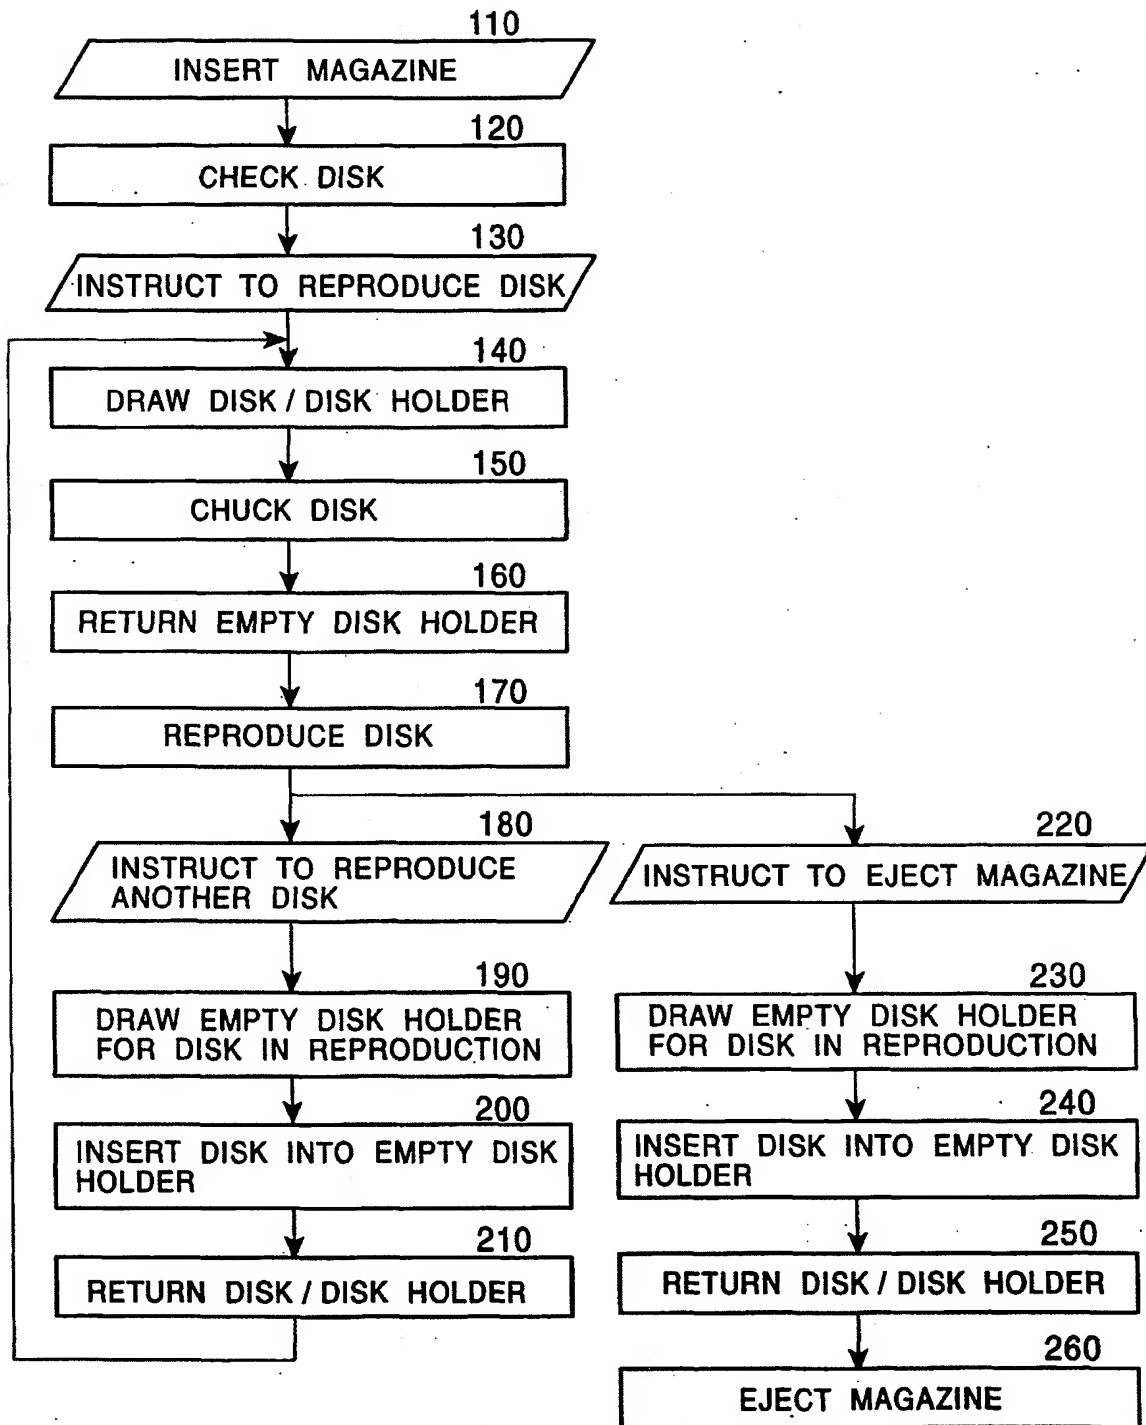 110
INSERT MAGAZINE
120
CHECK DISK
130
INSTRUCT TO REPRODUCE DISK
140
DRAW DISK / DISK HOLDER
150
CHUCK DISK
160
RETURN EMPTY DISK HOLDER
170
REPRODUCE DISK
180
INSTRUCT TO REPRODUCE
ANOTHER DISK
190
DRAW EMPTY DISK HOLDER
FOR DISK IN REPRODUCTION
200
INSERT DISK INTO EMPTY DISK
HOLDER
210
RETURN DISK / DISK HOLDER
220
INSTRUCT TO EJECT MAGAZINE
230
DRAW EMPTY DISK HOLDER
FOR DISK IN REPRODUCTION
240
INSERT DISK INTO EMPTY DISK
HOLDER
250
RETURN DISK / DISK HOLDER
260
EJECT MAGAZINE